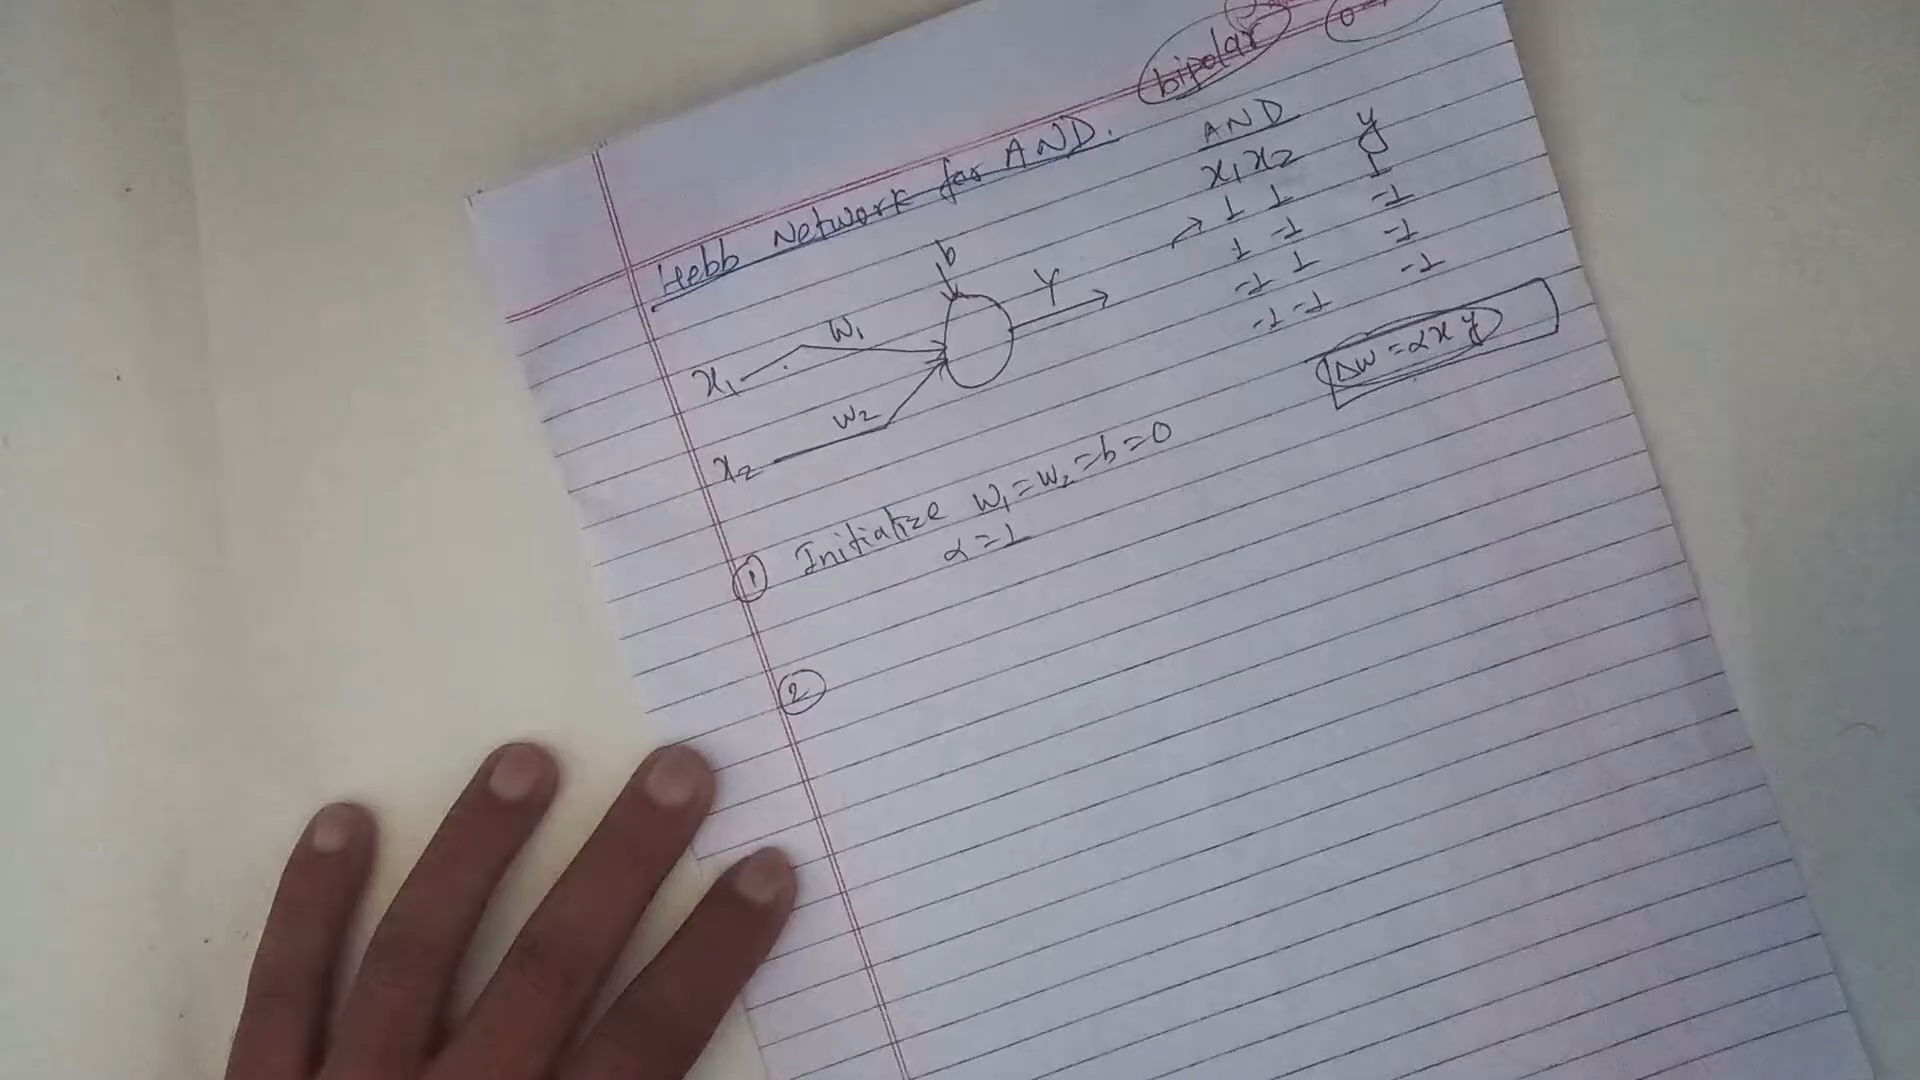 bipolar
Hebb Network for AND.
AND
x₁ x₂ y
1 1 1
1 -1 -1
-1 1 -1
-1 -1 -1
b
Y
W₁
x₁
W₂
x₂
Δw = αxy
① Initialize W₁ = W₂ = b = 0
α = 1
②